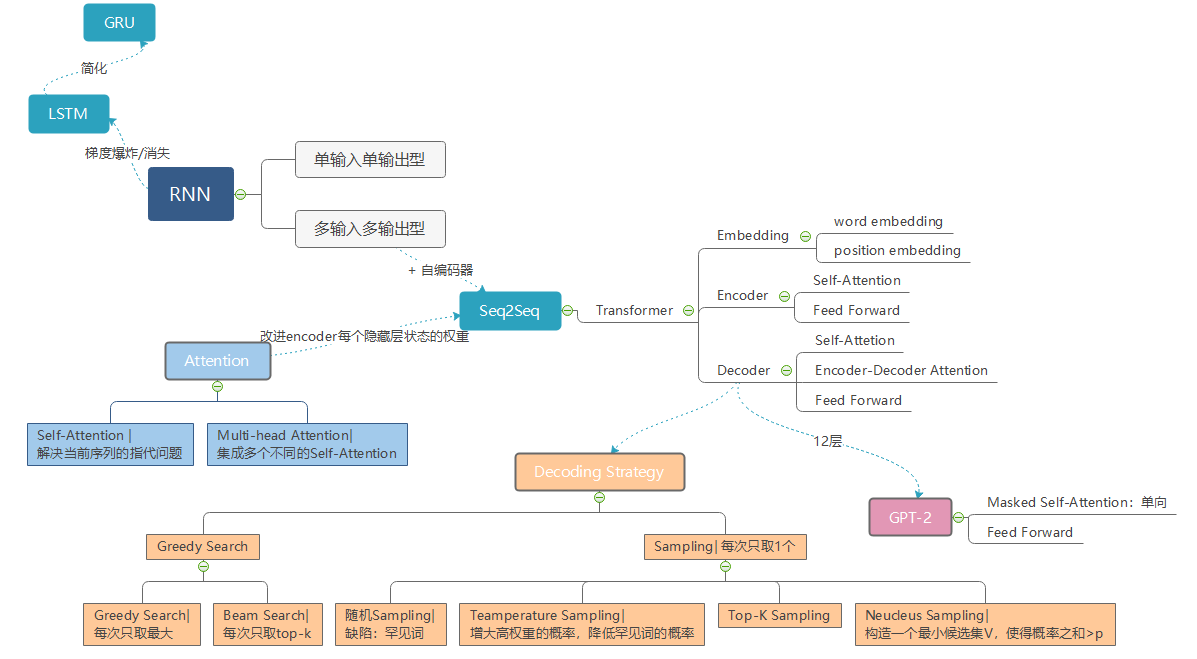 GRU
简化
LSTM
梯度爆炸/消失
RNN
单输入单输出型
多输入多输出型
+ 自编码器
Seq2Seq
改进encoder每个隐藏层状态的权重
Attention
Self-Attention |
解决当前序列的指代问题
Multi-head Attention|
集成多个不同的Self-Attention
Transformer
Embedding
word embedding
position embedding
Encoder
Self-Attention
Feed Forward
Decoder
Self-Attetion
Encoder-Decoder Attention
Feed Forward
12层
GPT-2
Masked Self-Attention：单向
Feed Forward
Decoding Strategy
Greedy Search
Greedy Search|
每次只取最大
Beam Search|
每次只取top-k
Sampling| 每次只取1个
随机Sampling|
缺陷：罕见词
Teamperature Sampling|
增大高权重的概率，降低罕见词的概率
Top-K Sampling
Neucleus Sampling|
构造一个最小候选集V，使得概率之和>p